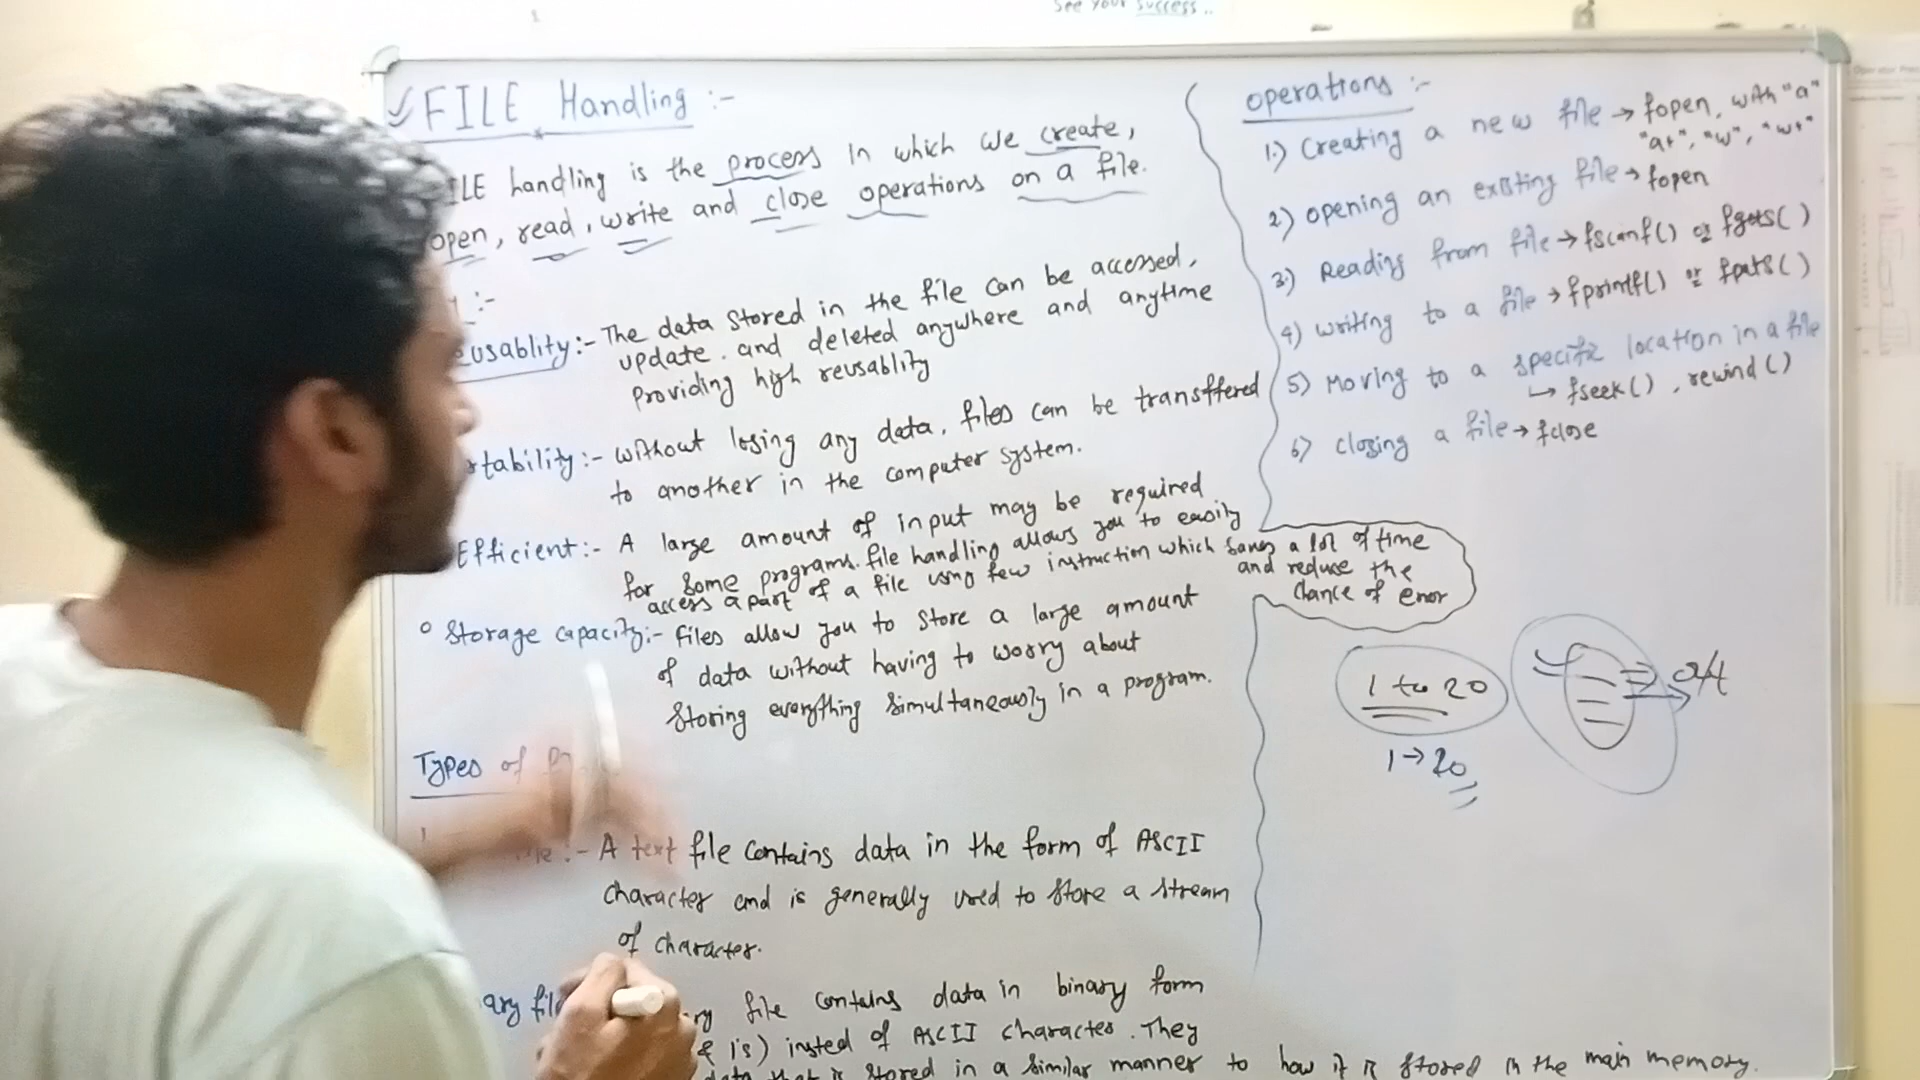 See your success..
FILE Handling :-
ILE handling is the process in which we create,
open, read, write and close operations on a file.
:-
eusablity:- The data stored in the file can be accessed,
update. and deleted anywhere and anytime
Providing high reusablity
rtability:- without losing any data, files can be transffered
to another in the computer system.
Efficient:- A large amount of input may be required
for some programs. file handling allows you to easily
access a part of a file using few instruction which saves a lot of time
and reduce the
chance of error
Storage capacity:- files allow you to store a large amount
of data without having to worry about
storing everything simultaneously in a program.
Types of
:- A text file contains data in the form of ASCII
character and is generally used to store a stream
of character.
ary file file contains data in binary form
& 1's) insted of ASCII character. They
data that is stored in a similar manner to how it is stored in the main memory.
operations :-
1.) Creating a new file → fopen, with "a"
"a+", "w", "w+"
2) opening an existing file → fopen
3) Reading from file → fscanf() or fgets()
4) writing to a file → fprintf() or fputs()
5) Moving to a specific location in a file
↳ fseek(), rewind()
6) closing a file → fclose
1 to 20
1 → 20